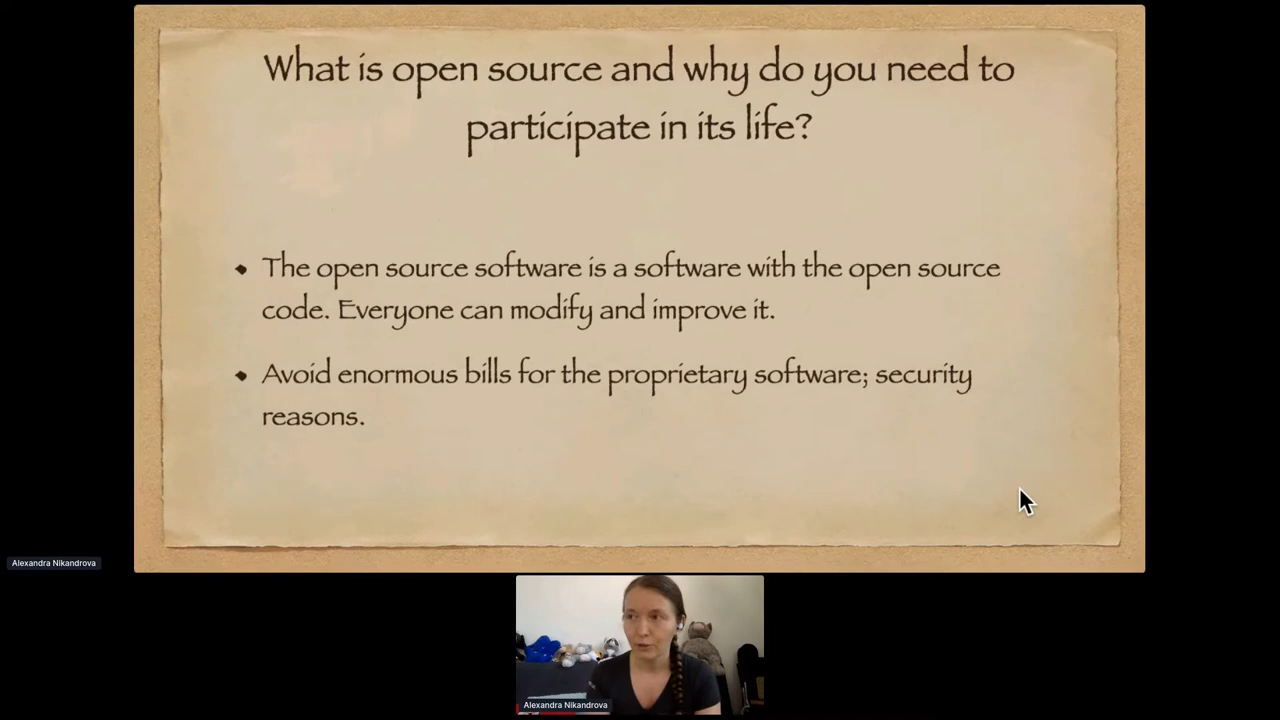 What is open source and why do you need to
participate in its life?
• The open source software is a software with the open source
code. Everyone can modify and improve it.
• Avoid enormous bills for the proprietary software; security
reasons.
Alexandra Nikandrova
Alexandra Nikandrova